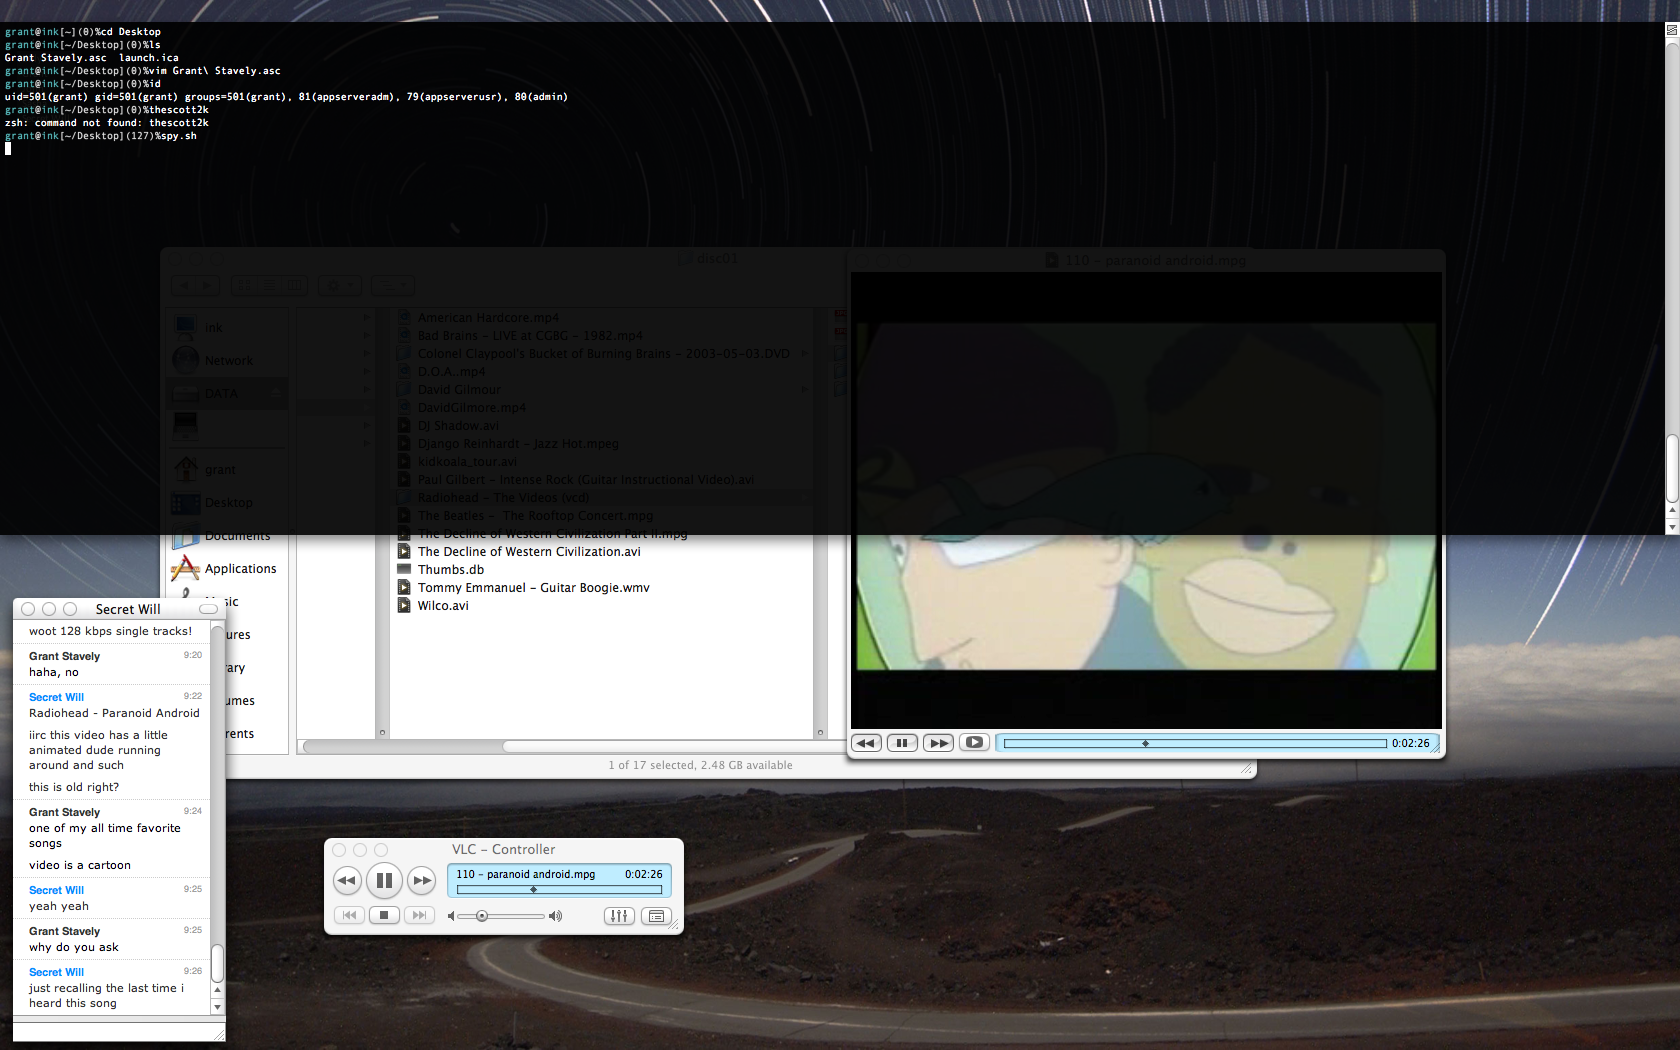 grant@ink[~](0)%cd Desktop
grant@ink[~/Desktop](0)%ls
Grant Stavely.asc  launch.ica
grant@ink[~/Desktop](0)%vim Grant\ Stavely.asc
grant@ink[~/Desktop](0)%id
uid=501(grant) gid=501(grant) groups=501(grant), 81(appserveradm), 79(appserverusr), 80(admin)
grant@ink[~/Desktop](0)%thescott2k
zsh: command not found: thescott2k
grant@ink[~/Desktop](127)%spy.sh
disc01
ink
Network
DATA
grant
Desktop
Documents
Applications
sic
ures
rary
umes
rents
American Hardcore.mp4
Bad Brains - LIVE at CGBG - 1982.mp4
Colonel Claypool's Bucket of Burning Brains - 2003-05-03.DVD
D.O.A..mp4
David Gilmour
DavidGilmore.mp4
DJ Shadow.avi
Django Reinhardt - Jazz Hot.mpeg
kidkoala_tour.avi
Paul Gilbert - Intense Rock (Guitar Instructional Video).avi
Radiohead - The Videos (vcd)
The Beatles -  The Rooftop Concert.mpg
The Decline of Western Civilization Part II.mpg
The Decline of Western Civilization.avi
Thumbs.db
Tommy Emmanuel - Guitar Boogie.wmv
Wilco.avi
1 of 17 selected, 2.48 GB available
110 - paranoid android.mpg
0:02:26
Secret Will
woot 128 kbps single tracks!
Grant Stavely 9:20
haha, no
Secret Will 9:22
Radiohead - Paranoid Android
iirc this video has a little
animated dude running
around and such
this is old right?
Grant Stavely 9:24
one of my all time favorite
songs
video is a cartoon
Secret Will 9:25
yeah yeah
Grant Stavely 9:25
why do you ask
Secret Will 9:26
just recalling the last time i
heard this song
VLC - Controller
110 - paranoid android.mpg 0:02:26